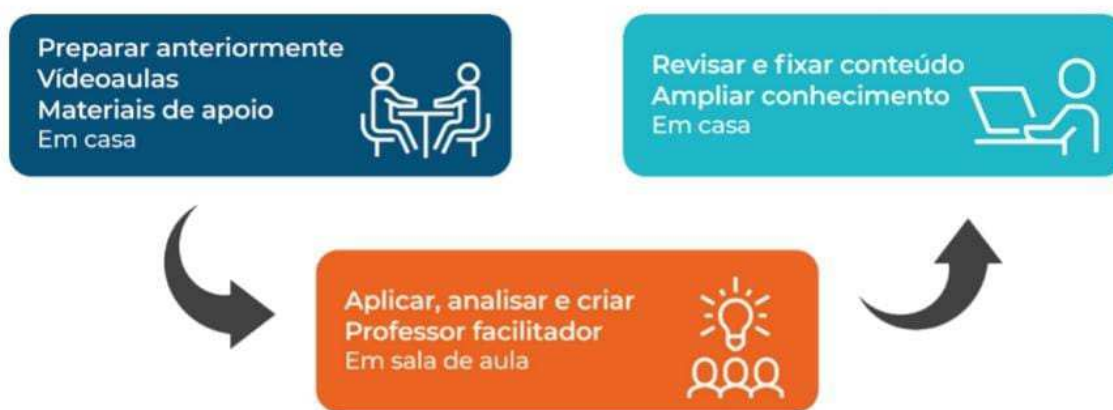 Preparar anteriormente
Vídeoaulas
Materiais de apoio
Em casa
Aplicar, analisar e criar
Professor facilitador
Em sala de aula
Revisar e fixar conteúdo
Ampliar conhecimento
Em casa